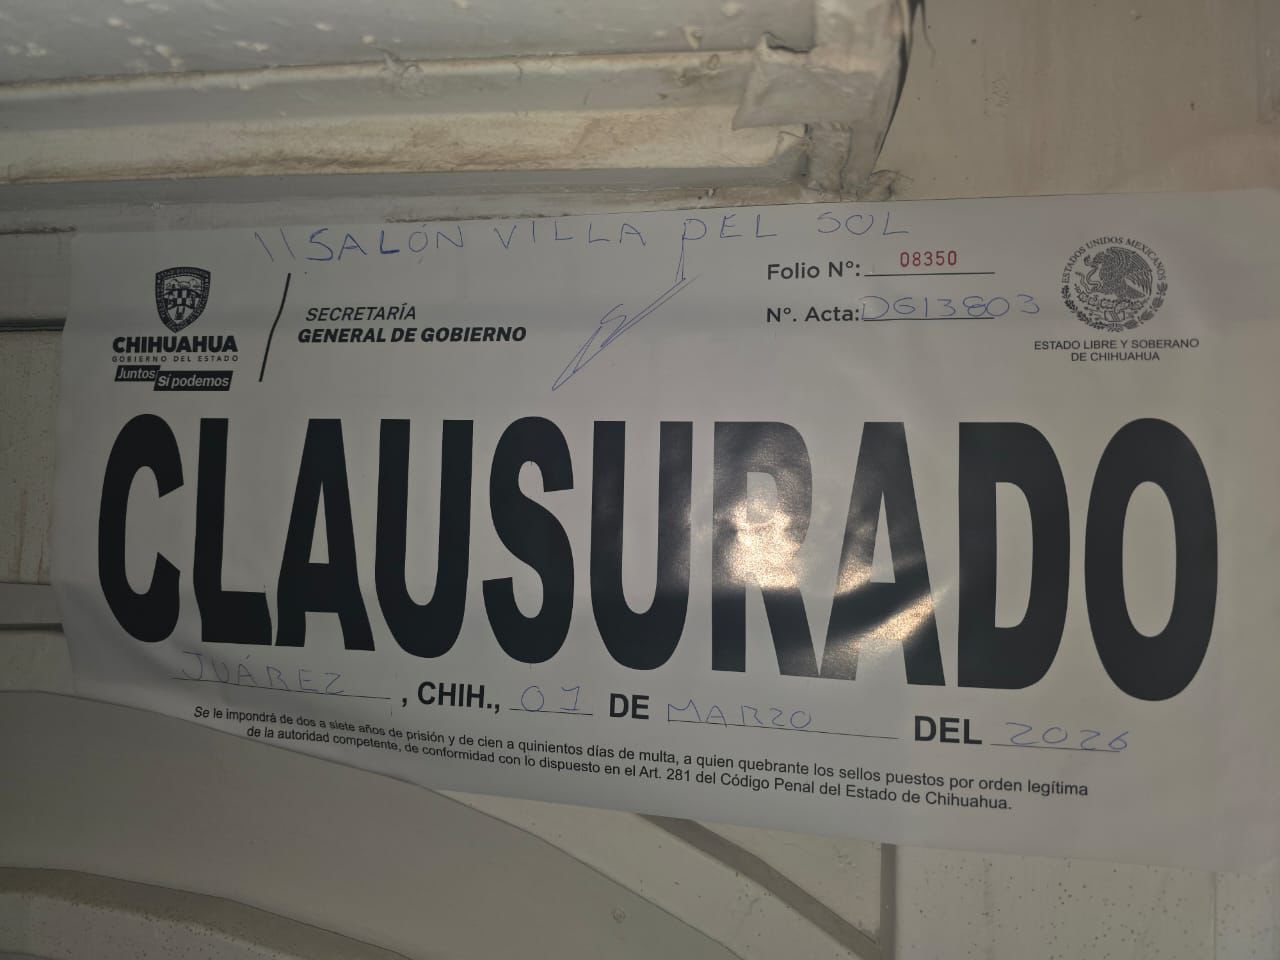 "SALÓN VILLA DEL SOL
CHIHUAHUA
GOBIERNO DEL ESTADO
Juntos Sí podemos
SECRETARÍA
GENERAL DE GOBIERNO
Folio N°: 08350
N°. Acta: DG13803
ESTADOS UNIDOS MEXICANOS
ESTADO LIBRE Y SOBERANO
DE CHIHUAHUA
CLAUSURADO
JUÁREZ, CHIH., 01 DE MARZO DEL 2026
Se le impondrá de dos a siete años de prisión y de cien a quinientos días de multa, a quien quebrante los sellos puestos por orden legítima
de la autoridad competente, de conformidad con lo dispuesto en el Art. 281 del Código Penal del Estado de Chihuahua.